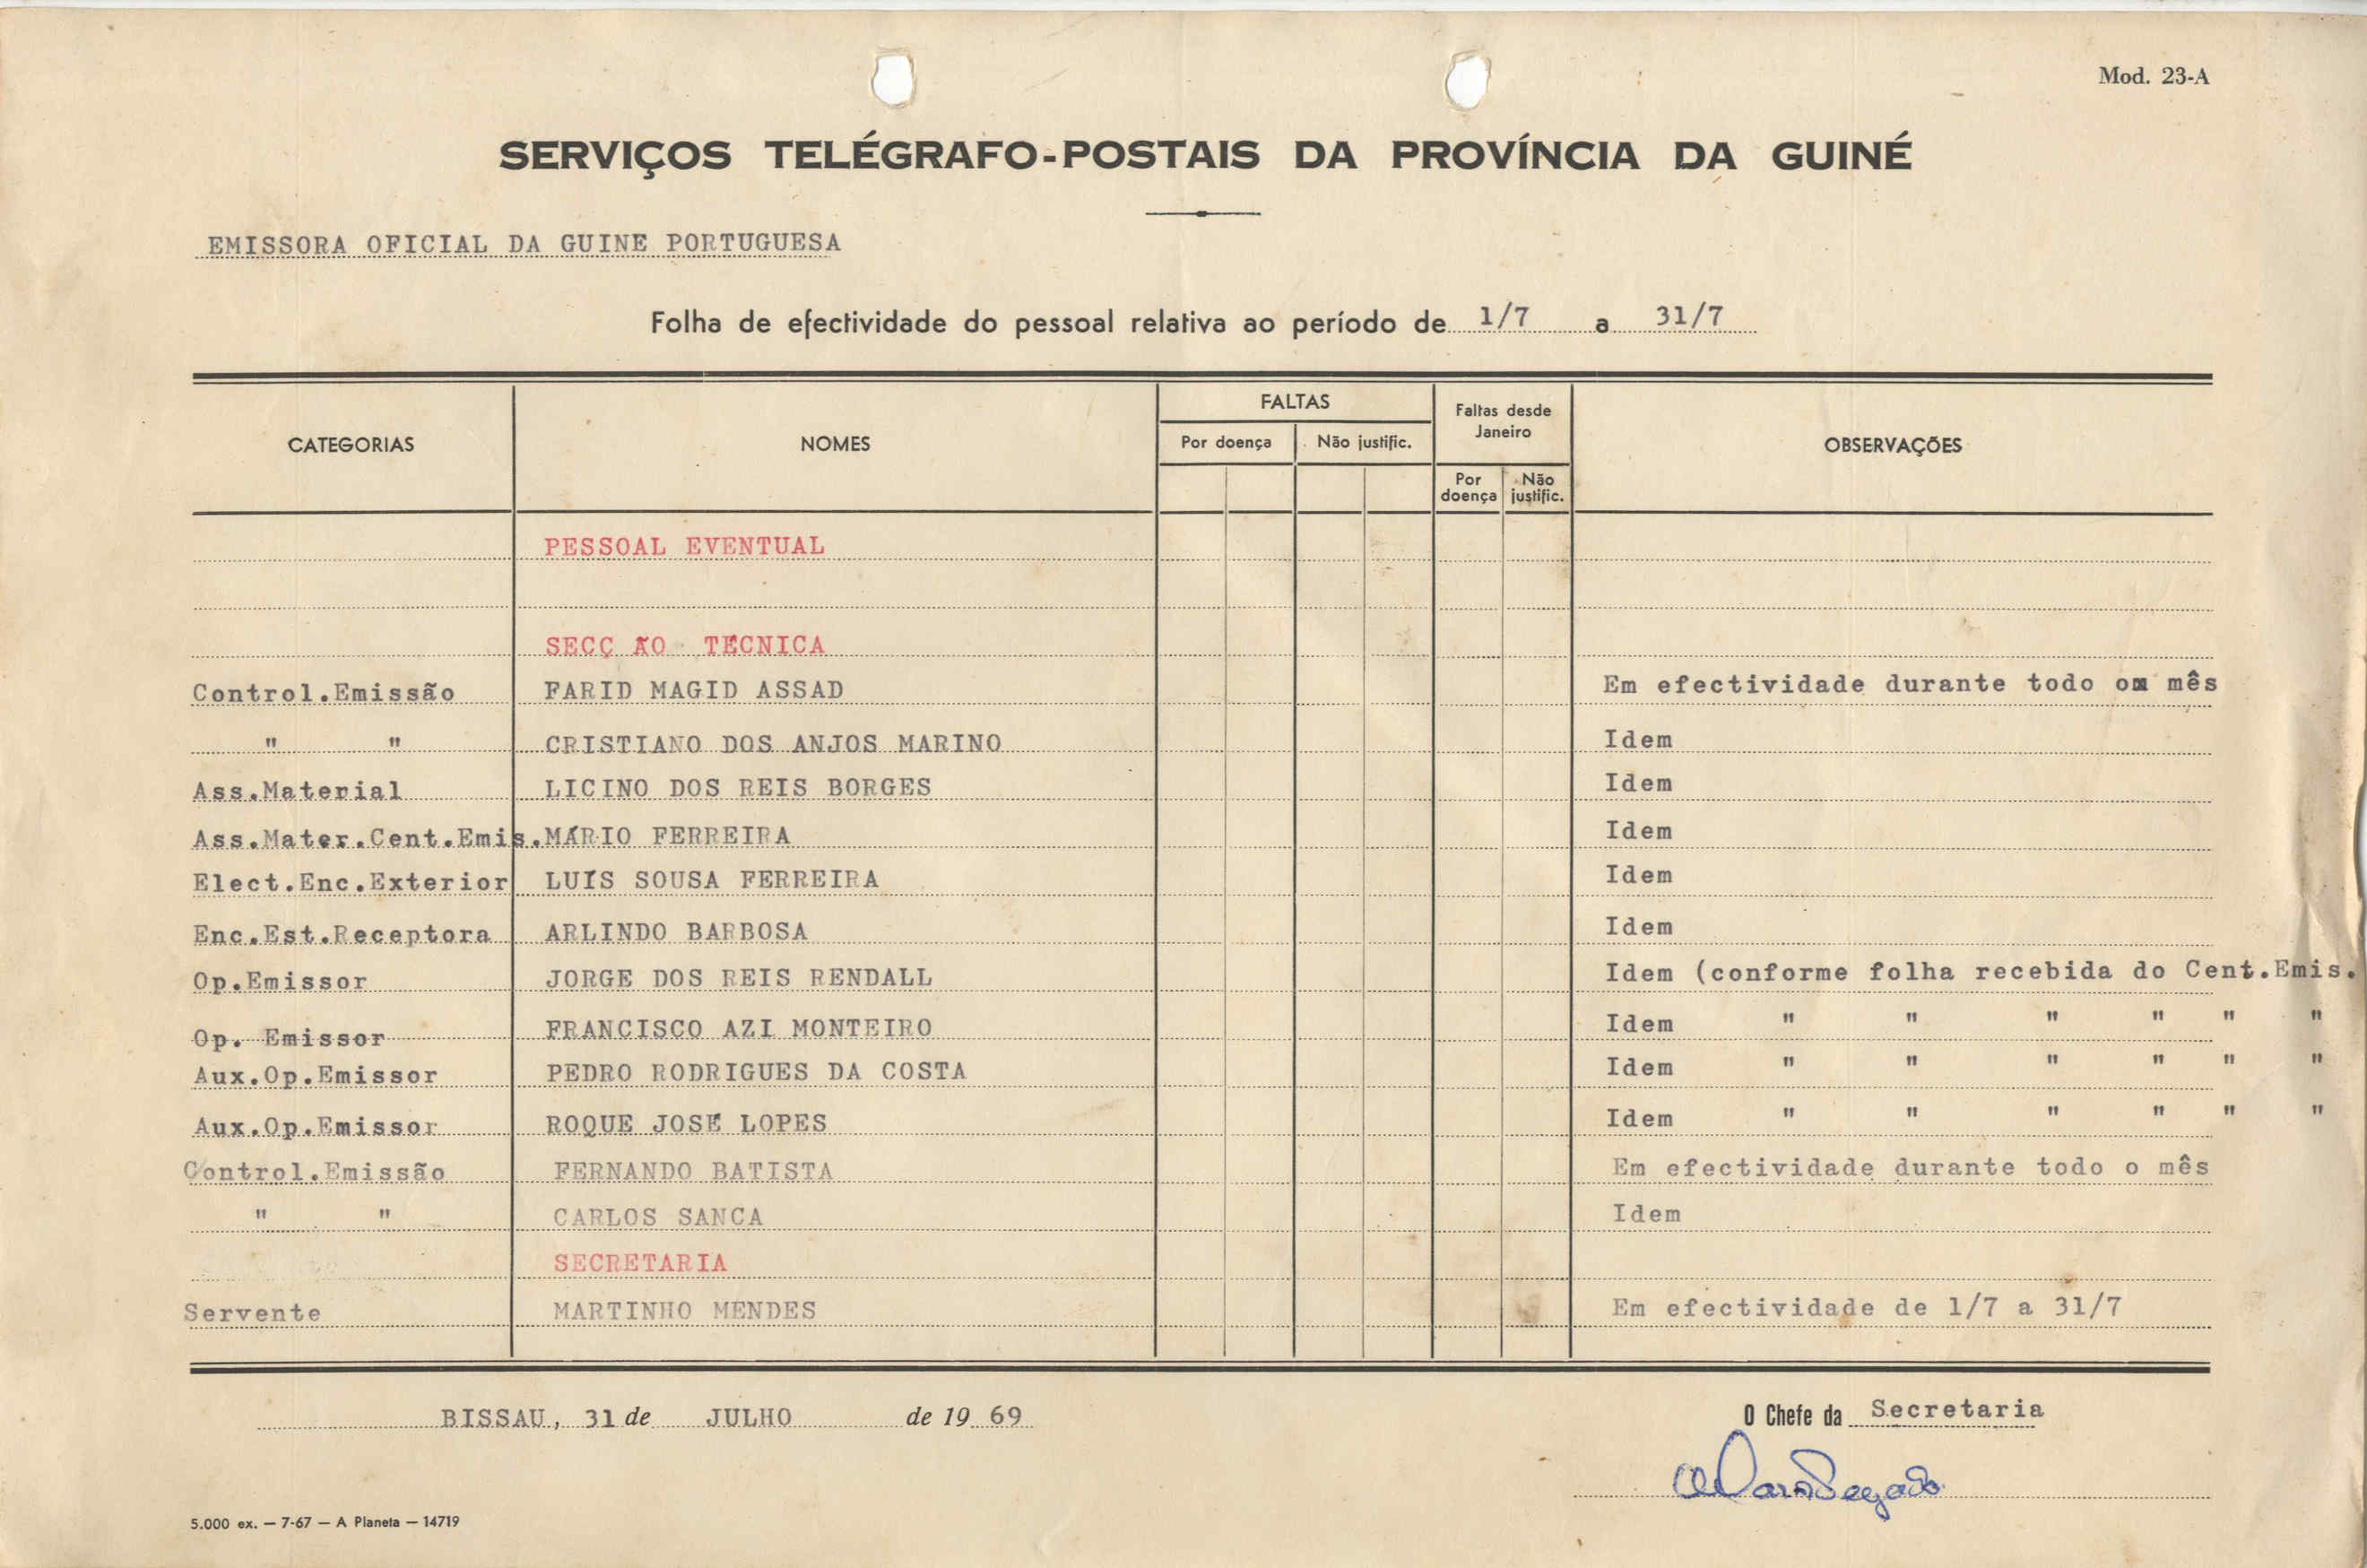 Mod. 23-A
SERVIÇOS TELÉGRAFO-POSTAIS DA PROVÍNCIA DA GUINÉ
EMISSORA OFICIAL DA GUINE PORTUGUESA
Folha de efectividade do pessoal relativa ao período de 1/7 a 31/7
CATEGORIAS NOMES FALTAS Faltas desde Janeiro OBSERVAÇÕES
Por doença Não justific. Por doença Não justific.
PESSOAL EVENTUAL
SECÇÃO TÉCNICA
Control.Emissão FARID MAGID ASSAD Em efectividade durante todo o mês
" " CRISTIANO DOS ANJOS MARINO Idem
Ass.Material LICINO DOS REIS BORGES Idem
Ass.Mater.Cent.Emis. MÁRIO FERREIRA Idem
Elect.Enc.Exterior LUÍS SOUSA FERREIRA Idem
Enc.Est.Receptora ARLINDO BARBOSA Idem
Op.Emissor JORGE DOS REIS RENDALL Idem (conforme folha recebida do Cent.Emis.
Op. Emissor FRANCISCO AZI MONTEIRO Idem " " " " " "
Aux.Op.Emissor PEDRO RODRIGUES DA COSTA Idem " " " " " "
Aux.Op.Emissor ROQUE JOSÉ LOPES Idem " " " " " "
Control.Emissão FERNANDO BATISTA Em efectividade durante todo o mês
" " CARLOS SANCA Idem
SECRETARIA
Servente MARTINHO MENDES Em efectividade de 1/7 a 31/7
BISSAU, 31 de JULHO de 19 69
O Chefe da Secretaria
5.000 ex. — 7-67 — A Planeta — 14719